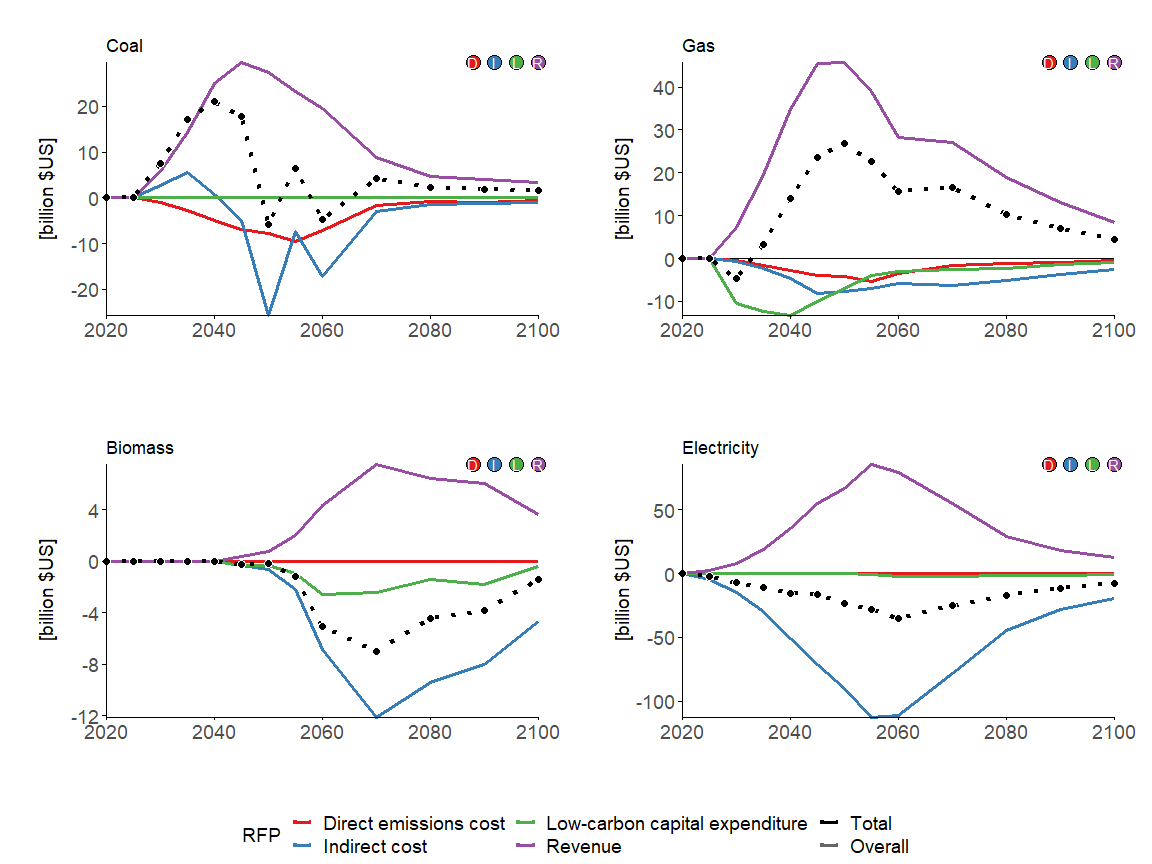 Coal
D I L R
[billion $US]
20
10
0
-10
-20
2020 2040 2060 2080 2100
Gas
D I L R
[billion $US]
40
30
20
10
0
-10
2020 2040 2060 2080 2100
Biomass
D I L R
[billion $US]
4
0
-4
-8
-12
2020 2040 2060 2080 2100
Electricity
D I L R
[billion $US]
50
0
-50
-100
2020 2040 2060 2080 2100
RFP
Direct emissions cost Low-carbon capital expenditure Total
Indirect cost Revenue Overall